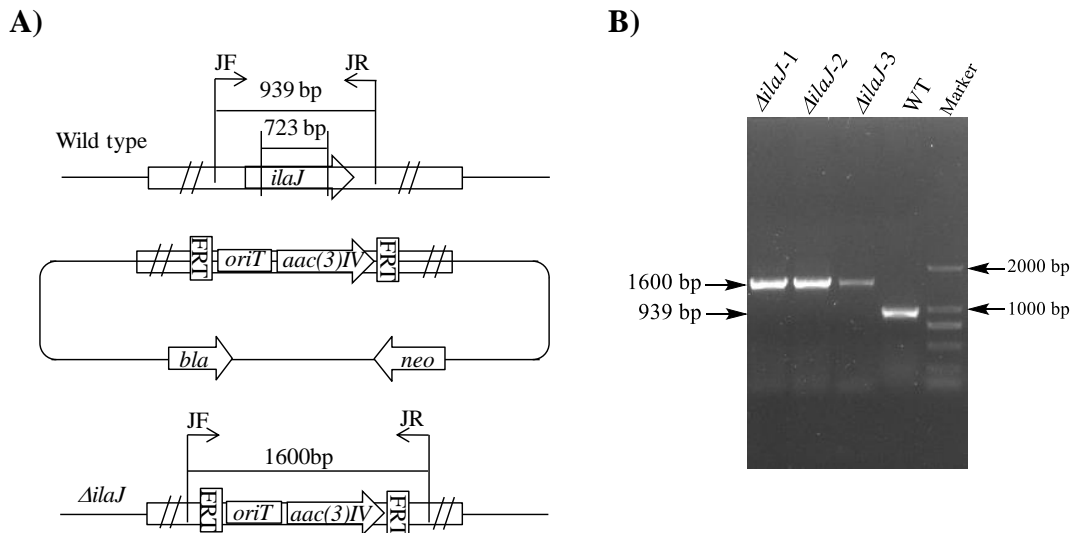 A)
JF
JR
939 bp
723 bp
Wild type
ilaJ
FRT
oriT
aac(3)IV
FRT
bla
neo
JF
JR
1600bp
ΔilaJ
FRT
oriT
aac(3)IV
FRT
B)
ΔilaJ-1
ΔilaJ-2
ΔilaJ-3
WT
Marker
1600 bp
939 bp
2000 bp
1000 bp